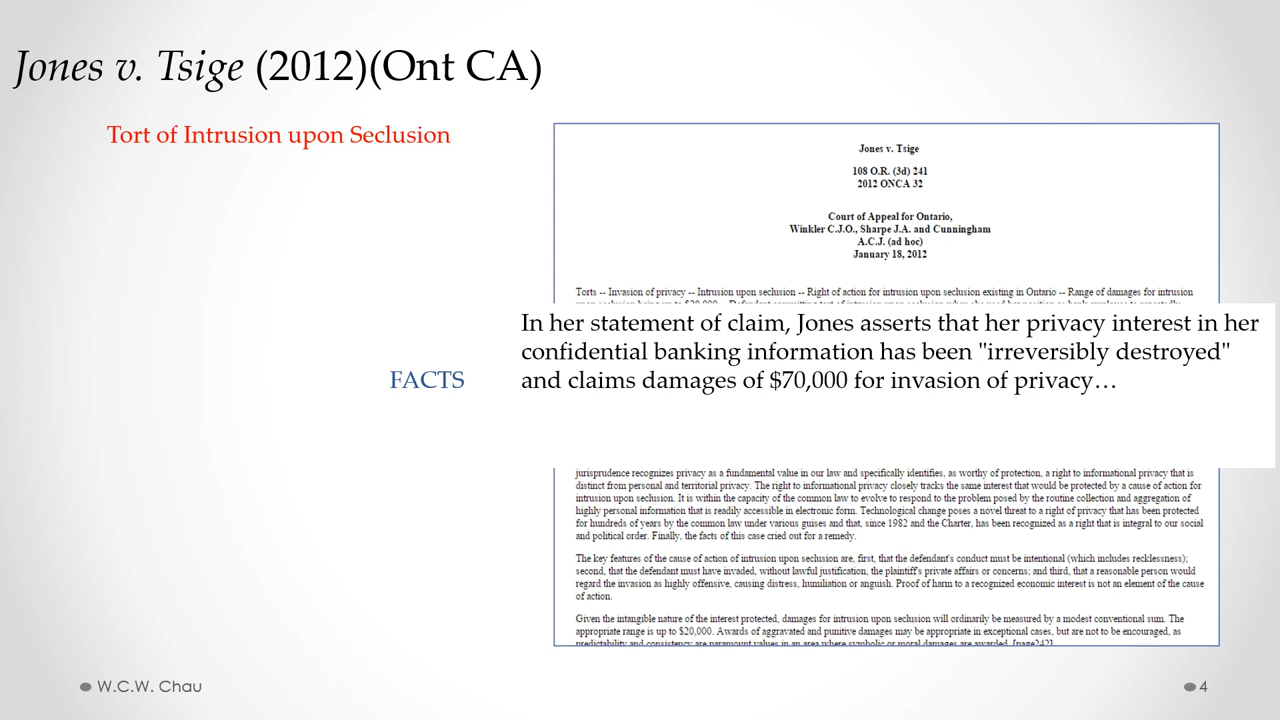 Jones v. Tsige (2012)(Ont CA)
Tort of Intrusion upon Seclusion
Jones v. Tsige
108 O.R. (3d) 241
2012 ONCA 32
Court of Appeal for Ontario,
Winkler C.J.O., Sharpe J.A. and Cunningham
A.C.J. (ad hoc)
January 18, 2012
Torts -- Invasion of privacy -- Intrusion upon seclusion -- Right of action for intrusion upon seclusion existing in Ontario -- Range of damages for intrusion
FACTS
In her statement of claim, Jones asserts that her privacy interest in her
confidential banking information has been "irreversibly destroyed"
and claims damages of $70,000 for invasion of privacy…
jurisprudence recognizes privacy as a fundamental value in our law and specifically identifies, as worthy of protection, a right to informational privacy that is
distinct from personal and territorial privacy. The right to informational privacy closely tracks the same interest that would be protected by a cause of action for
intrusion upon seclusion. It is within the capacity of the common law to evolve to respond to the problem posed by the routine collection and aggregation of
highly personal information that is readily accessible in electronic form. Technological change poses a novel threat to a right of privacy that has been protected
for hundreds of years by the common law under various guises and that, since 1982 and the Charter, has been recognized as a right that is integral to our social
and political order. Finally, the facts of this case cried out for a remedy.
The key features of the cause of action of intrusion upon seclusion are, first, that the defendant's conduct must be intentional (which includes recklessness);
second, that the defendant must have invaded, without lawful justification, the plaintiff's private affairs or concerns; and third, that a reasonable person would
regard the invasion as highly offensive, causing distress, humiliation or anguish. Proof of harm to a recognized economic interest is not an element of the cause
of action.
Given the intangible nature of the interest protected, damages for intrusion upon seclusion will ordinarily be measured by a modest conventional sum. The
appropriate range is up to $20,000. Awards of aggravated and punitive damages may be appropriate in exceptional cases, but are not to be encouraged, as
predictability and consistency are paramount values in an area where symbolic or moral damages are awarded. [page242]
W.C.W. Chau
4